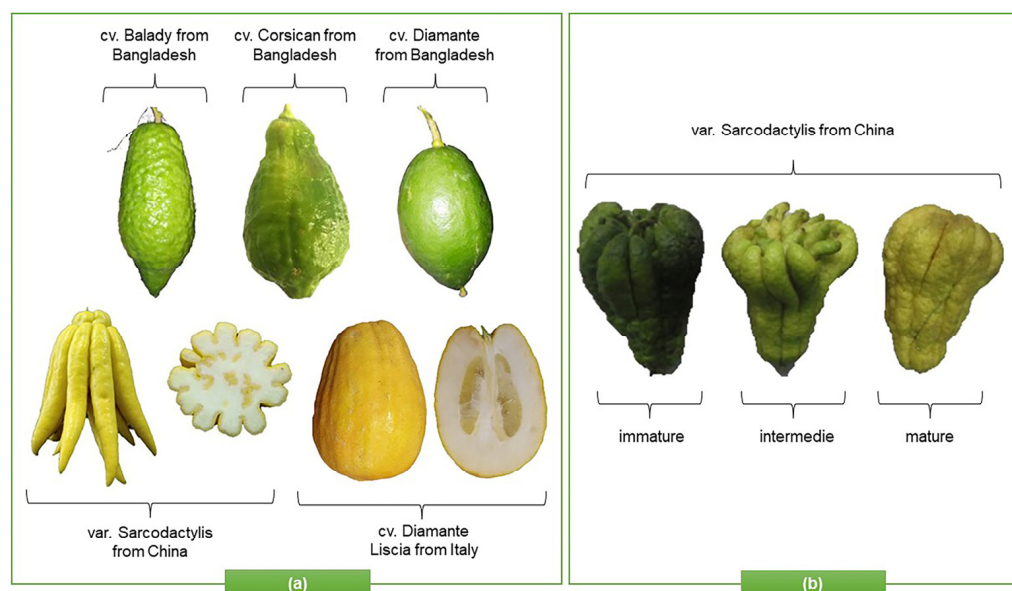 cv. Balady from
Bangladesh
cv. Corsican from
Bangladesh
cv. Diamante
from Bangladesh
var. Sarcodactylis
from China
cv. Diamante
Liscia from Italy
(a)
var. Sarcodactylis from China
immature
intermedie
mature
(b)